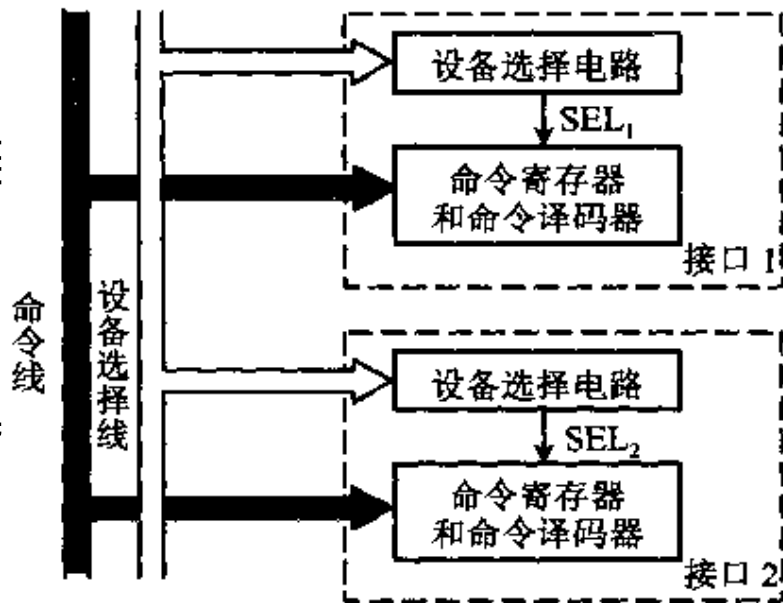 设备选择电路
SEL₁
命令寄存器
和命令译码器
接口 1
命令线
设备选择线
设备选择电路
SEL₂
命令寄存器
和命令译码器
接口 2